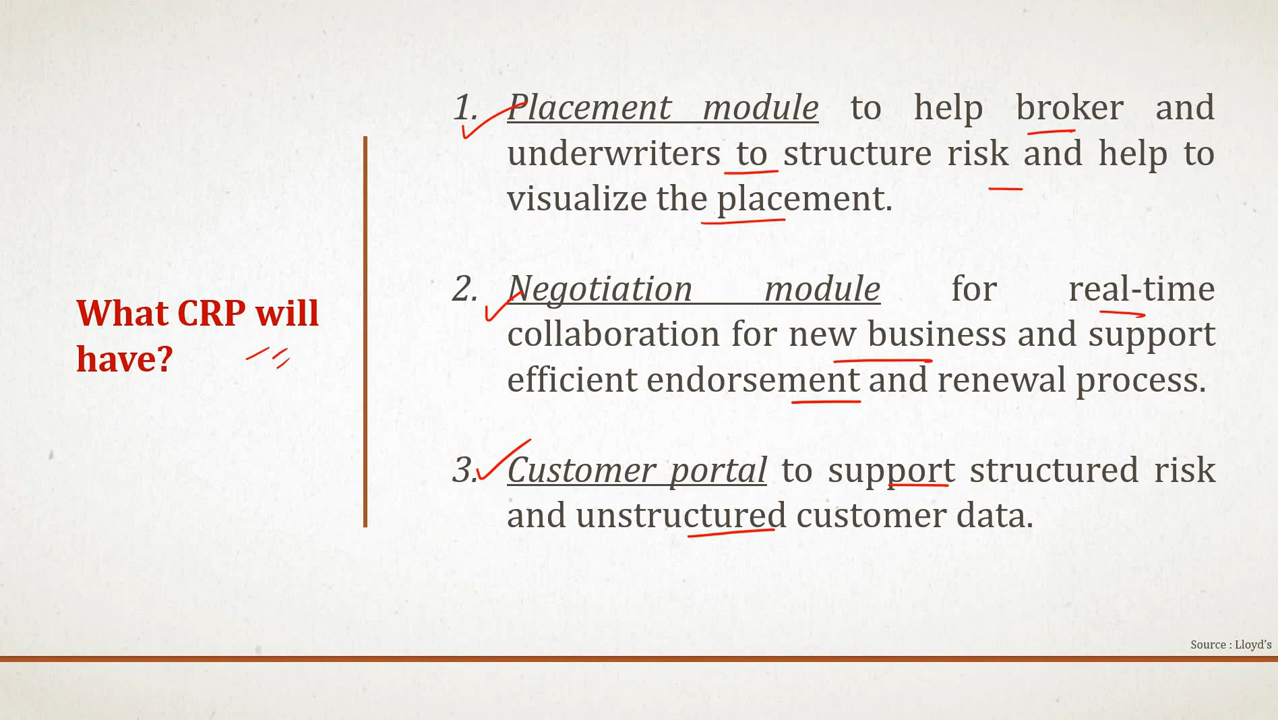 What CRP will
have?
1. Placement module to help broker and
underwriters to structure risk and help to
visualize the placement.
2. Negotiation module for real-time
collaboration for new business and support
efficient endorsement and renewal process.
3. Customer portal to support structured risk
and unstructured customer data.
Source : Lloyd's